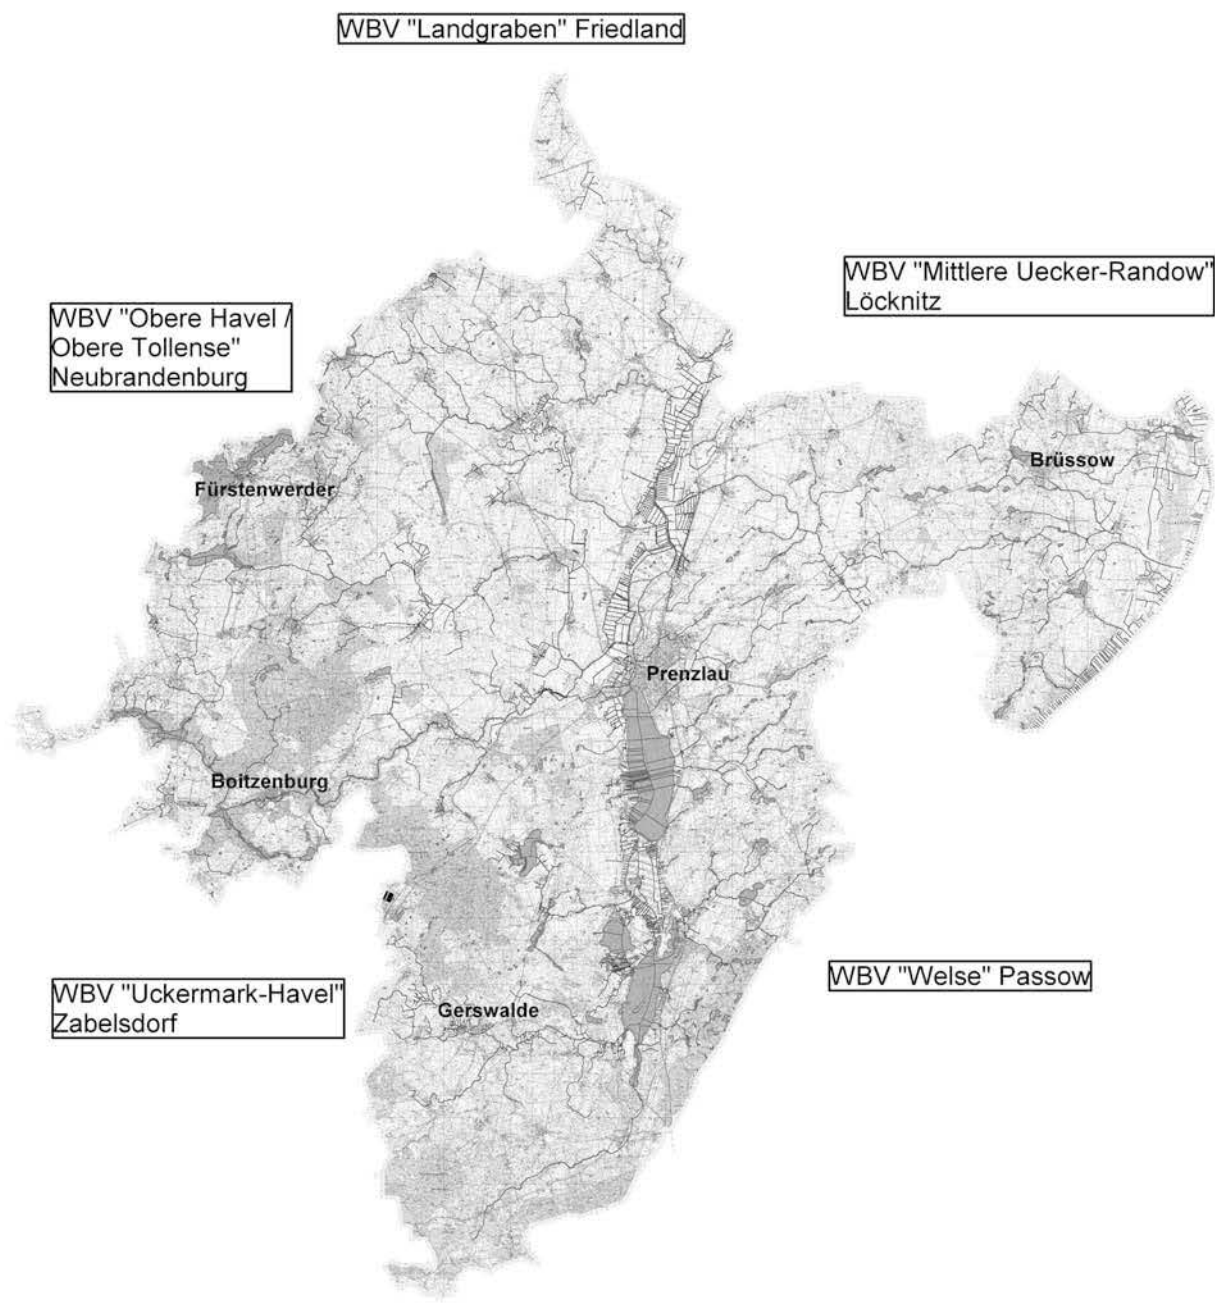 WBV "Landgraben" Friedland
WBV "Mittlere Uecker-Randow"
Löcknitz
WBV "Obere Havel /
Obere Tollense"
Neubrandenburg
Brüssow
Fürstenwerder
Prenzlau
Boitzenburg
WBV "Welse" Passow
WBV "Uckermark-Havel"
Zabelsdorf
Gerswalde